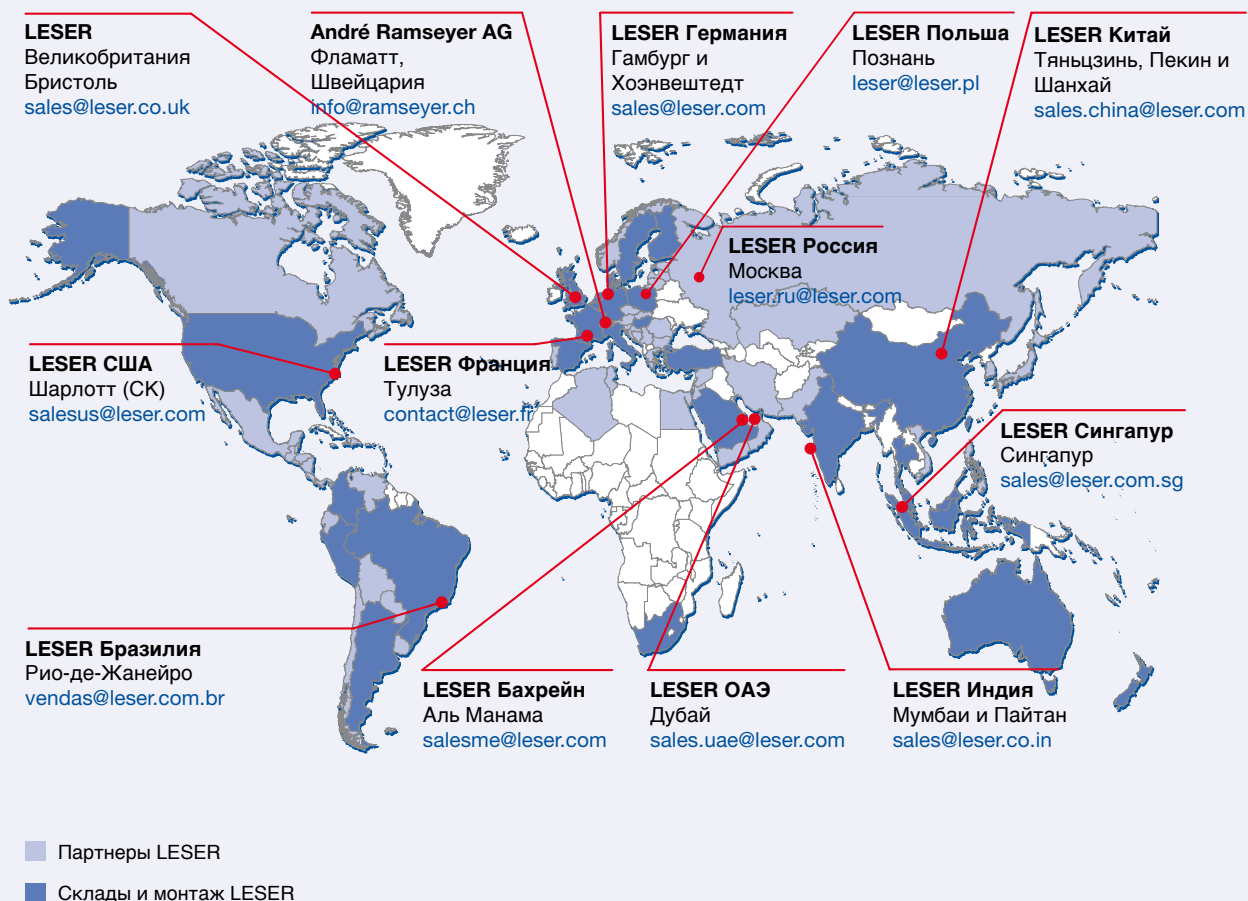 LESER
Великобритания
Бристоль
sales@leser.co.uk
André Ramseyer AG
Фламатт,
Швейцария
info@ramseyer.ch
LESER Германия
Гамбург и
Хоэнвештедт
sales@leser.com
LESER Польша
Познань
leser@leser.pl
LESER Китай
Тяньцзинь, Пекин и
Шанхай
sales.china@leser.com
LESER Россия
Москва
leser.ru@leser.com
LESER США
Шарлотт (СК)
salesus@leser.com
LESER Франция
Тулуза
contact@leser.fr
LESER Сингапур
Сингапур
sales@leser.com.sg
LESER Бразилия
Рио-де-Жанейро
vendas@leser.com.br
LESER Бахрейн
Аль Манама
salesme@leser.com
LESER ОАЭ
Дубай
sales.uae@leser.com
LESER Индия
Мумбаи и Пайтан
sales@leser.co.in
Партнеры LESER
Склады и монтаж LESER